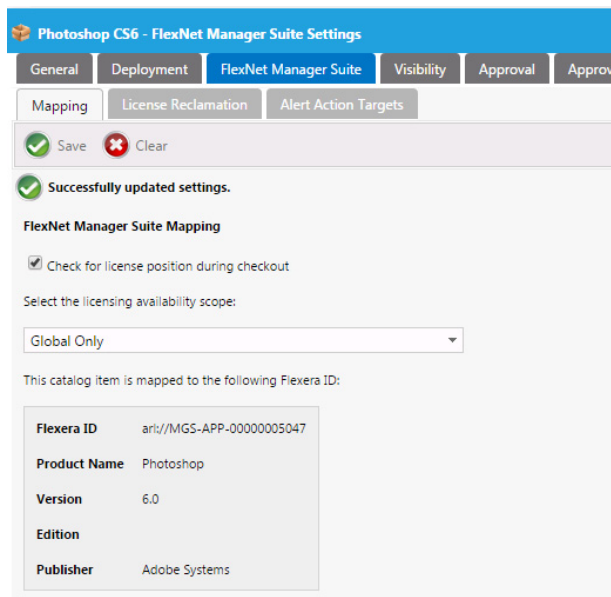 Photoshop CS6 - FlexNet Manager Suite Settings
General Deployment FlexNet Manager Suite Visibility Approval Approv
Mapping License Reclamation Alert Action Targets
Save Clear
Successfully updated settings.
FlexNet Manager Suite Mapping
Check for license position during checkout
Select the licensing availability scope:
Global Only
This catalog item is mapped to the following Flexera ID:
Flexera ID arl://MGS-APP-00000005047
Product Name Photoshop
Version 6.0
Edition
Publisher Adobe Systems